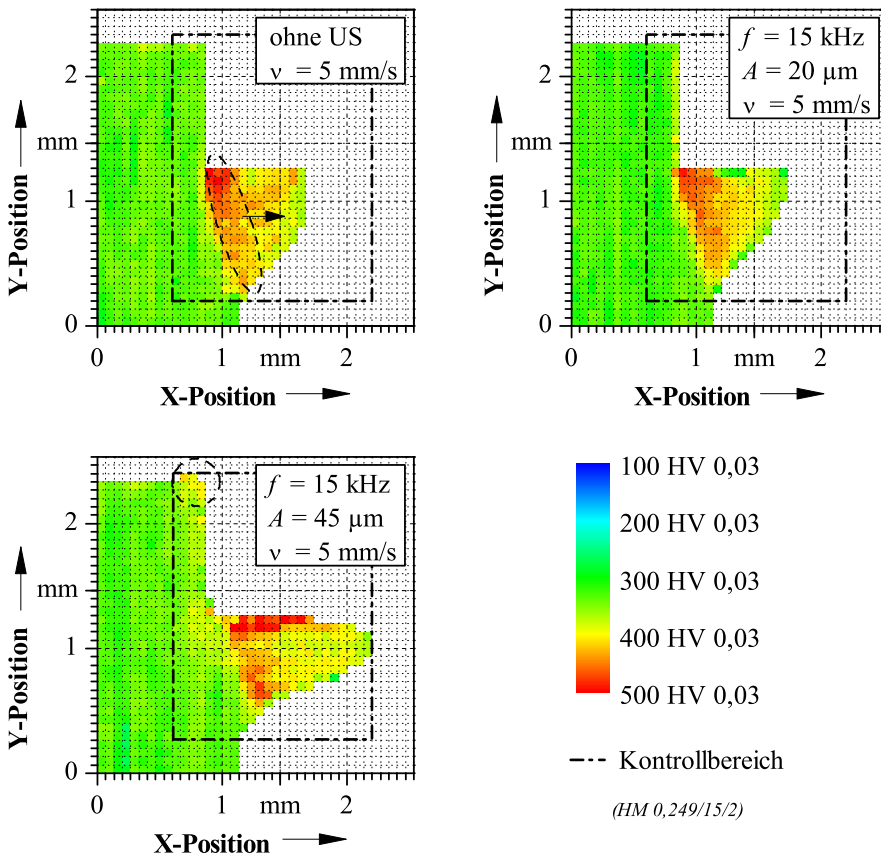 ohne US
ν = 5 mm/s
2
mm
1
0
Y-Position
0
1
mm
2
X-Position
f = 15 kHz
A = 20 µm
ν = 5 mm/s
2
mm
1
0
Y-Position
0
1
mm
2
X-Position
f = 15 kHz
A = 45 µm
ν = 5 mm/s
2
mm
1
0
Y-Position
0
1
mm
2
X-Position
100 HV 0,03
200 HV 0,03
300 HV 0,03
400 HV 0,03
500 HV 0,03
Kontrollbereich
(HM 0,249/15/2)